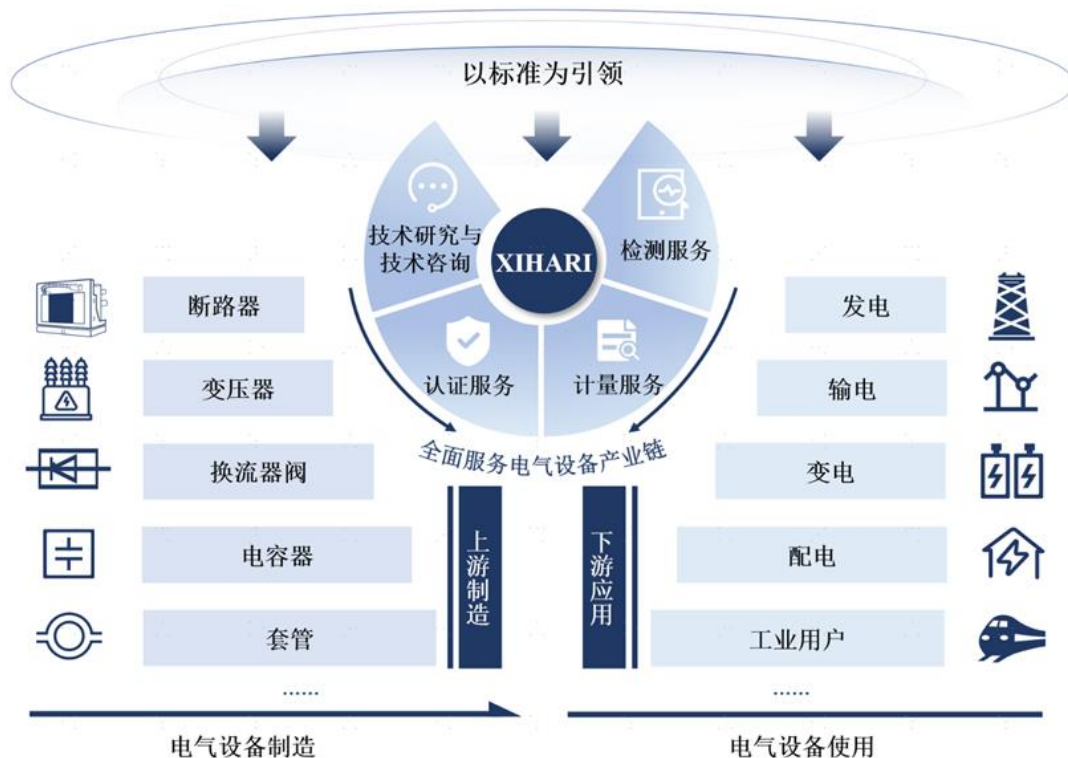 以标准为引领
技术研究与
技术咨询
XIHARI
检测服务
认证服务
计量服务
全面服务电气设备产业链
断路器
变压器
换流器阀
电容器
套管
......
上游制造
下游应用
发电
输电
变电
配电
工业用户
......
电气设备制造
电气设备使用